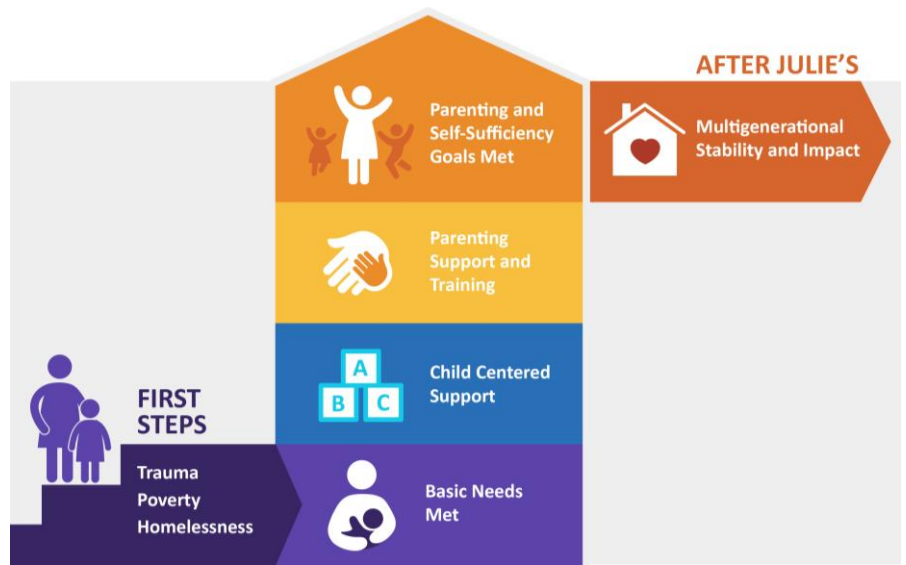 AFTER JULIE'S
Parenting and
Self-Sufficiency
Goals Met
Multigenerational
Stability and Impact
Parenting
Support and
Training
A
B C
Child Centered
Support
FIRST
STEPS
Trauma
Poverty
Homelessness
Basic Needs
Met